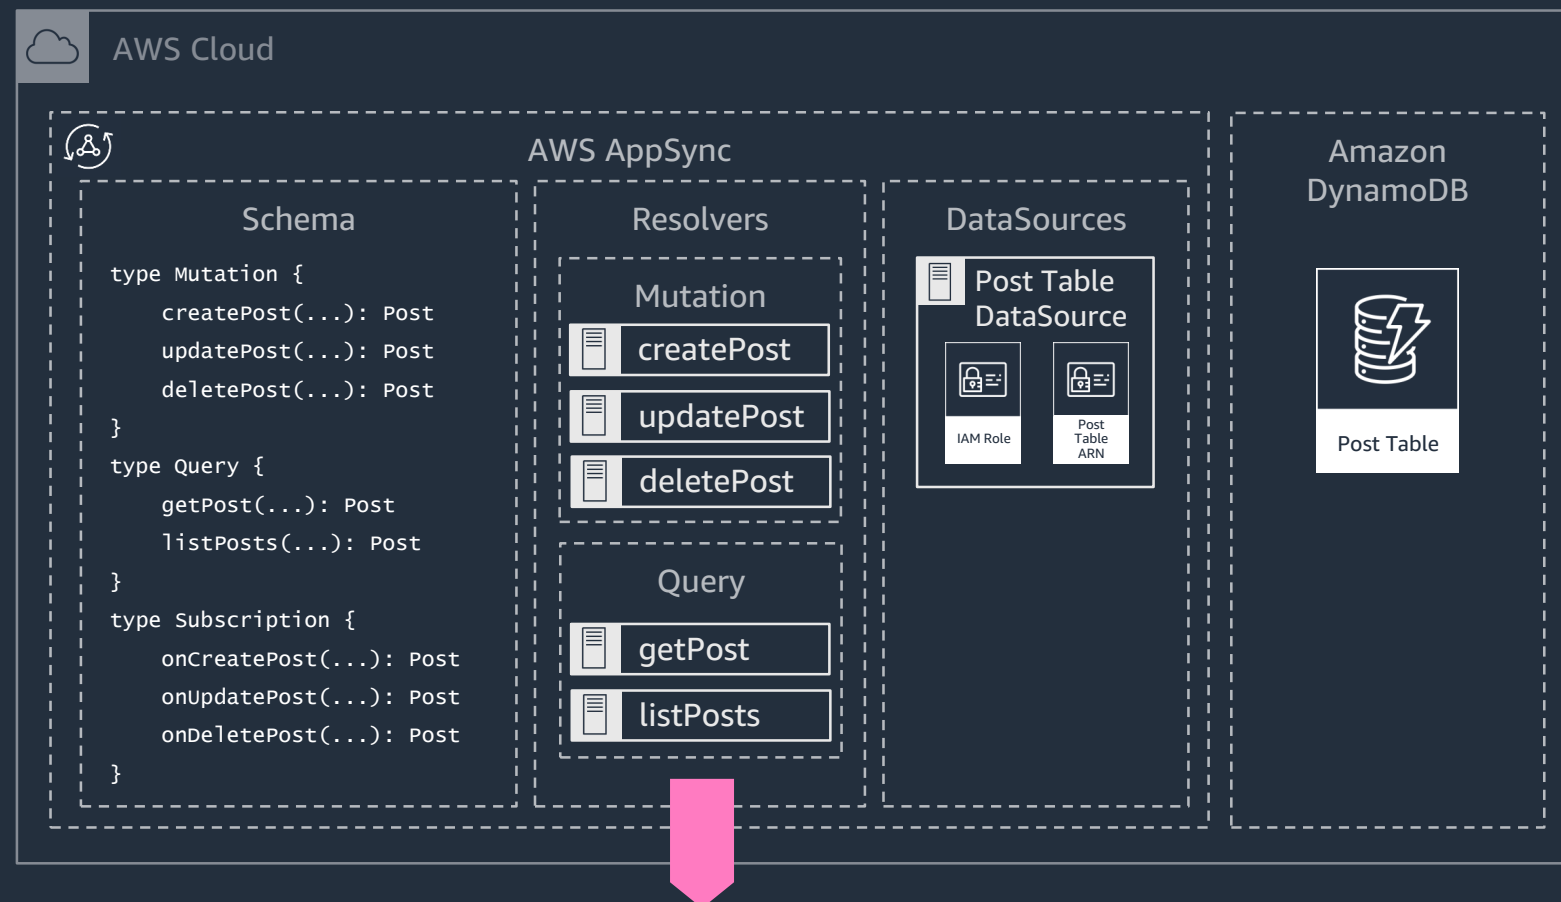 AWS Cloud
AWS AppSync
Schema
type Mutation {
createPost(...): Post
updatePost(...): Post
deletePost(...): Post
}
type Query {
getPost(...): Post
listPosts(...): Post
}
type Subscription {
onCreatePost(...): Post
onUpdatePost(...): Post
onDeletePost(...): Post
}
Resolvers
Mutation
createPost
updatePost
deletePost
Query
getPost
listPosts
DataSources
Post Table
DataSource
IAM Role
Post
Table
ARN
Amazon
DynamoDB
Post Table